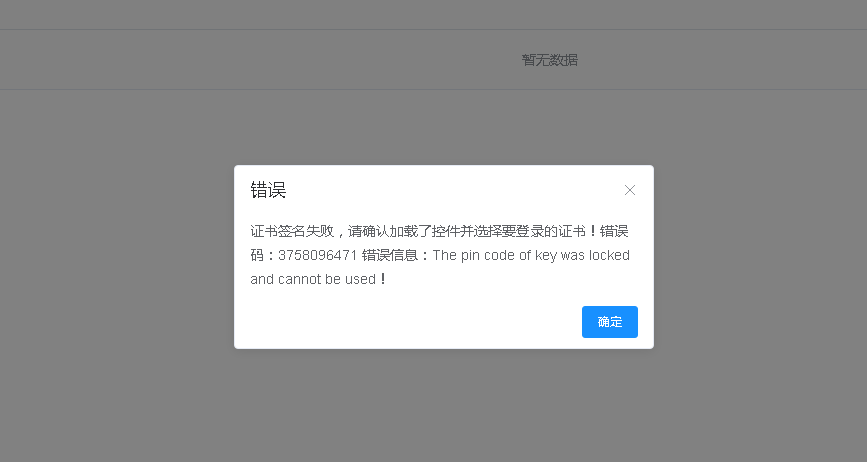 暂无数据
错误
证书签名失败，请确认加载了控件并选择要登录的证书！错误
码：3758096471 错误信息：The pin code of key was locked
and cannot be used！
确定